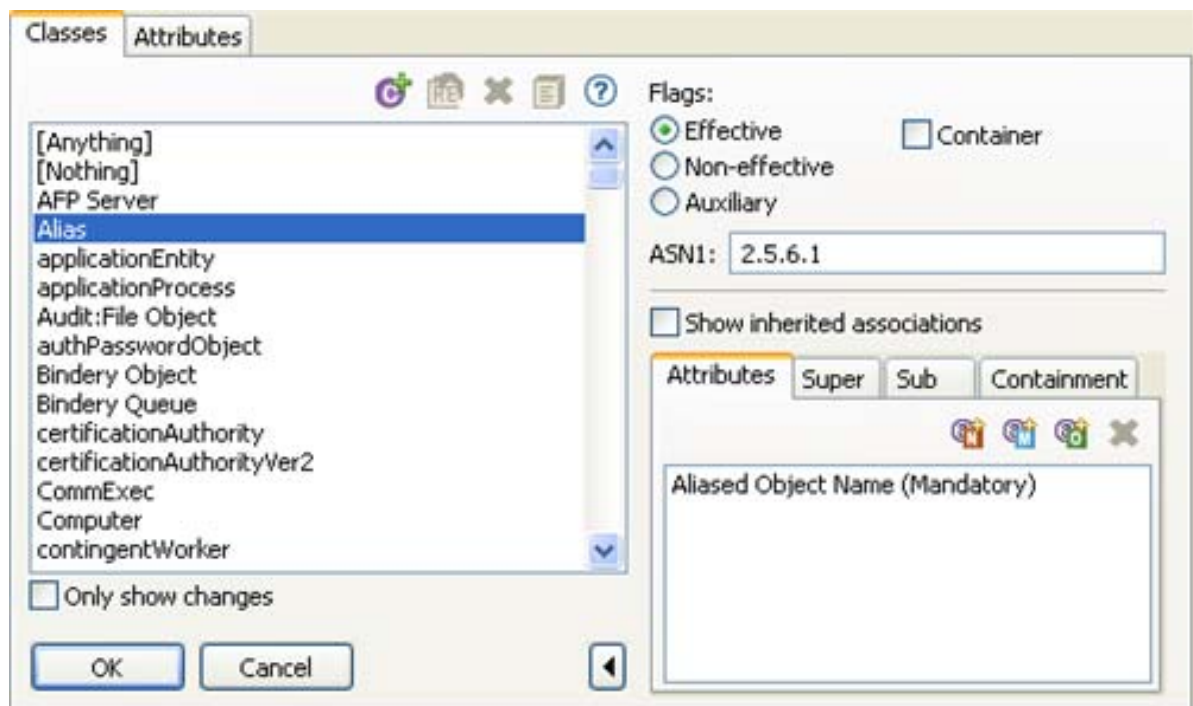 Classes Attributes
[Anything]
[Nothing]
AFP Server
Alias
applicationEntity
applicationProcess
Audit:File Object
authPasswordObject
Bindery Object
Bindery Queue
certificationAuthority
certificationAuthorityVer2
CommExec
Computer
contingentWorker
Only show changes
OK Cancel
Flags:
Effective Container
Non-effective
Auxiliary
ASN1: 2.5.6.1
Show inherited associations
Attributes Super Sub Containment
Aliased Object Name (Mandatory)